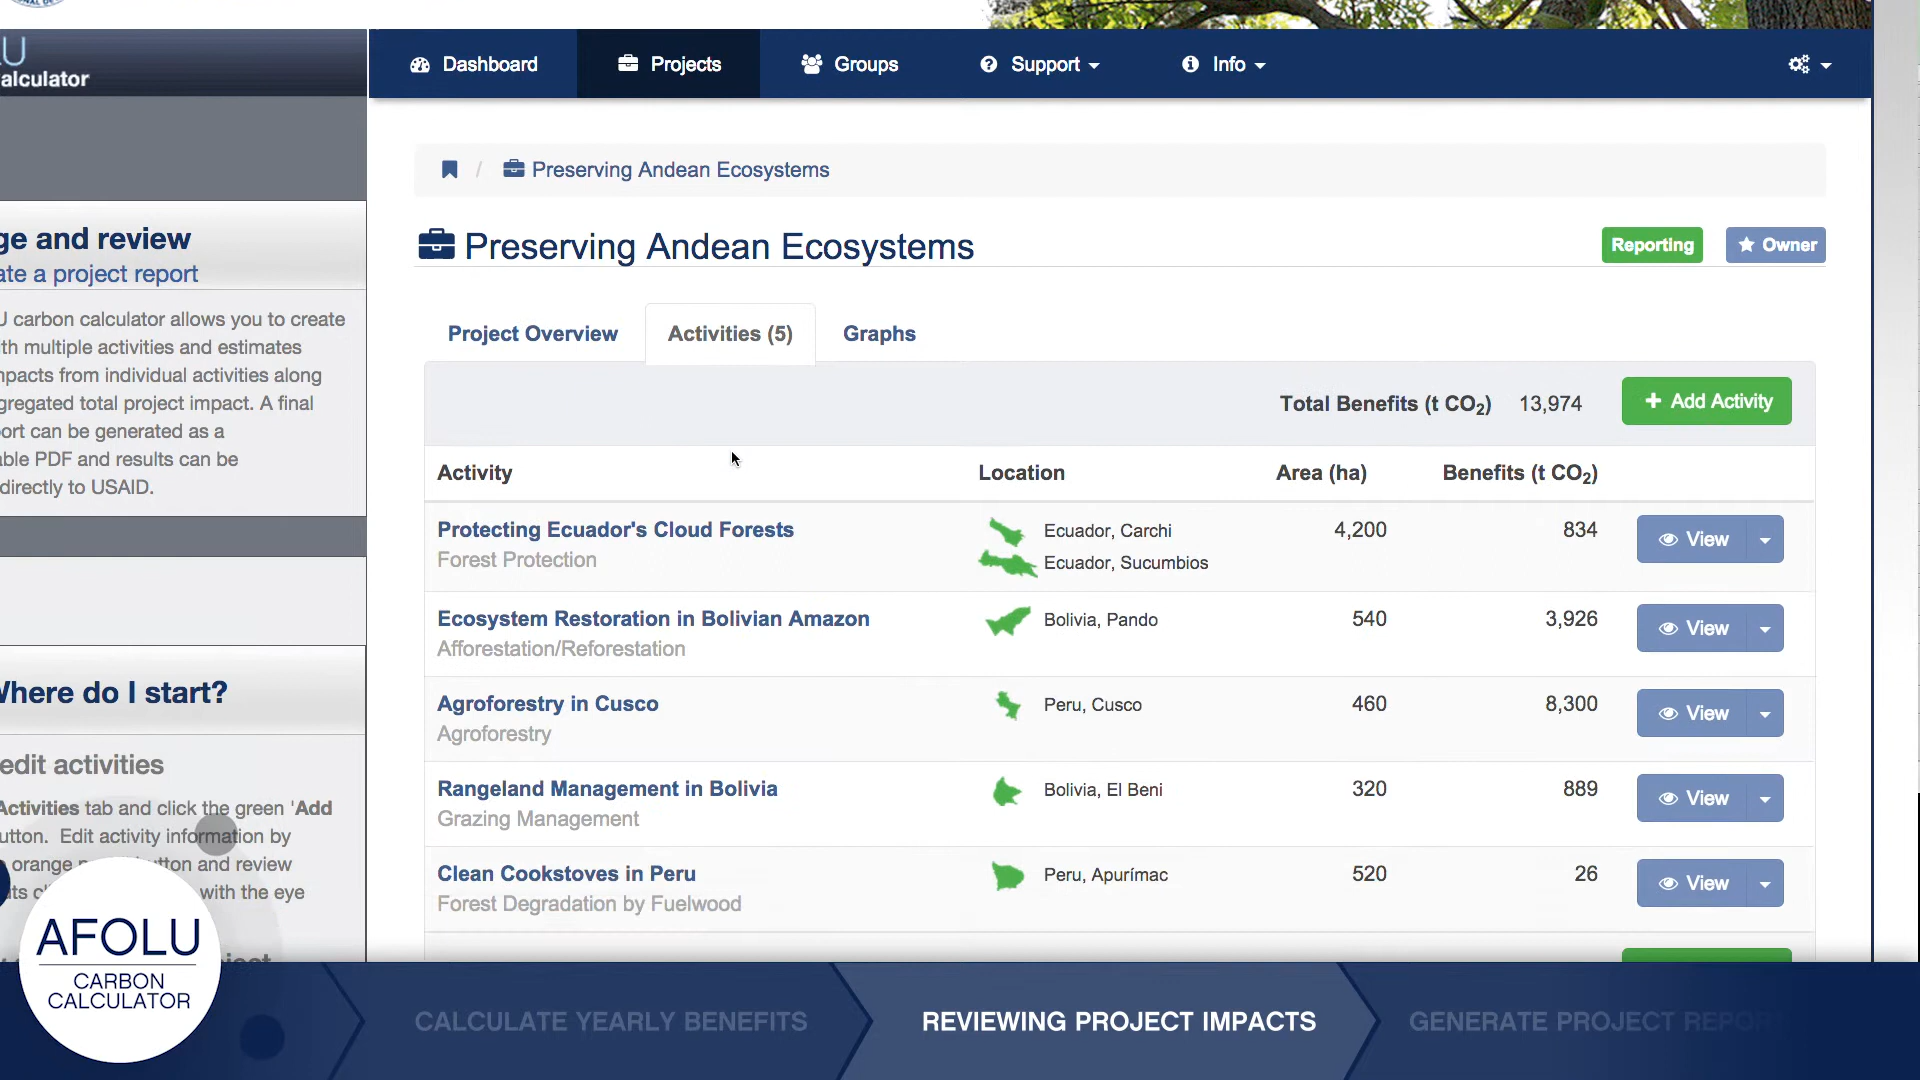 U
alculator
Dashboard
Projects
Groups
Support
Info
/ Preserving Andean Ecosystems
ge and review
ate a project report
Preserving Andean Ecosystems
Reporting
Owner
U carbon calculator allows you to create
th multiple activities and estimates
mpacts from individual activities along
gregated total project impact. A final
ort can be generated as a
able PDF and results can be
directly to USAID.
Project Overview
Activities (5)
Graphs
Total Benefits (t CO₂) 13,974
+ Add Activity
Activity Location Area (ha) Benefits (t CO₂)
Protecting Ecuador's Cloud Forests
Forest Protection
Ecuador, Carchi
Ecuador, Sucumbios
4,200
834
View
Ecosystem Restoration in Bolivian Amazon
Afforestation/Reforestation
Bolivia, Pando
540
3,926
View
Agroforestry in Cusco
Agroforestry
Peru, Cusco
460
8,300
View
Rangeland Management in Bolivia
Grazing Management
Bolivia, El Beni
320
889
View
Clean Cookstoves in Peru
Forest Degradation by Fuelwood
Peru, Apurímac
520
26
View
Where do I start?
edit activities
Activities tab and click the green 'Add
utton. Edit activity information by
orange tton and review
ts with the eye
AFOLU
CARBON
CALCULATOR
CALCULATE YEARLY BENEFITS
REVIEWING PROJECT IMPACTS
GENERATE PROJECT REPOR